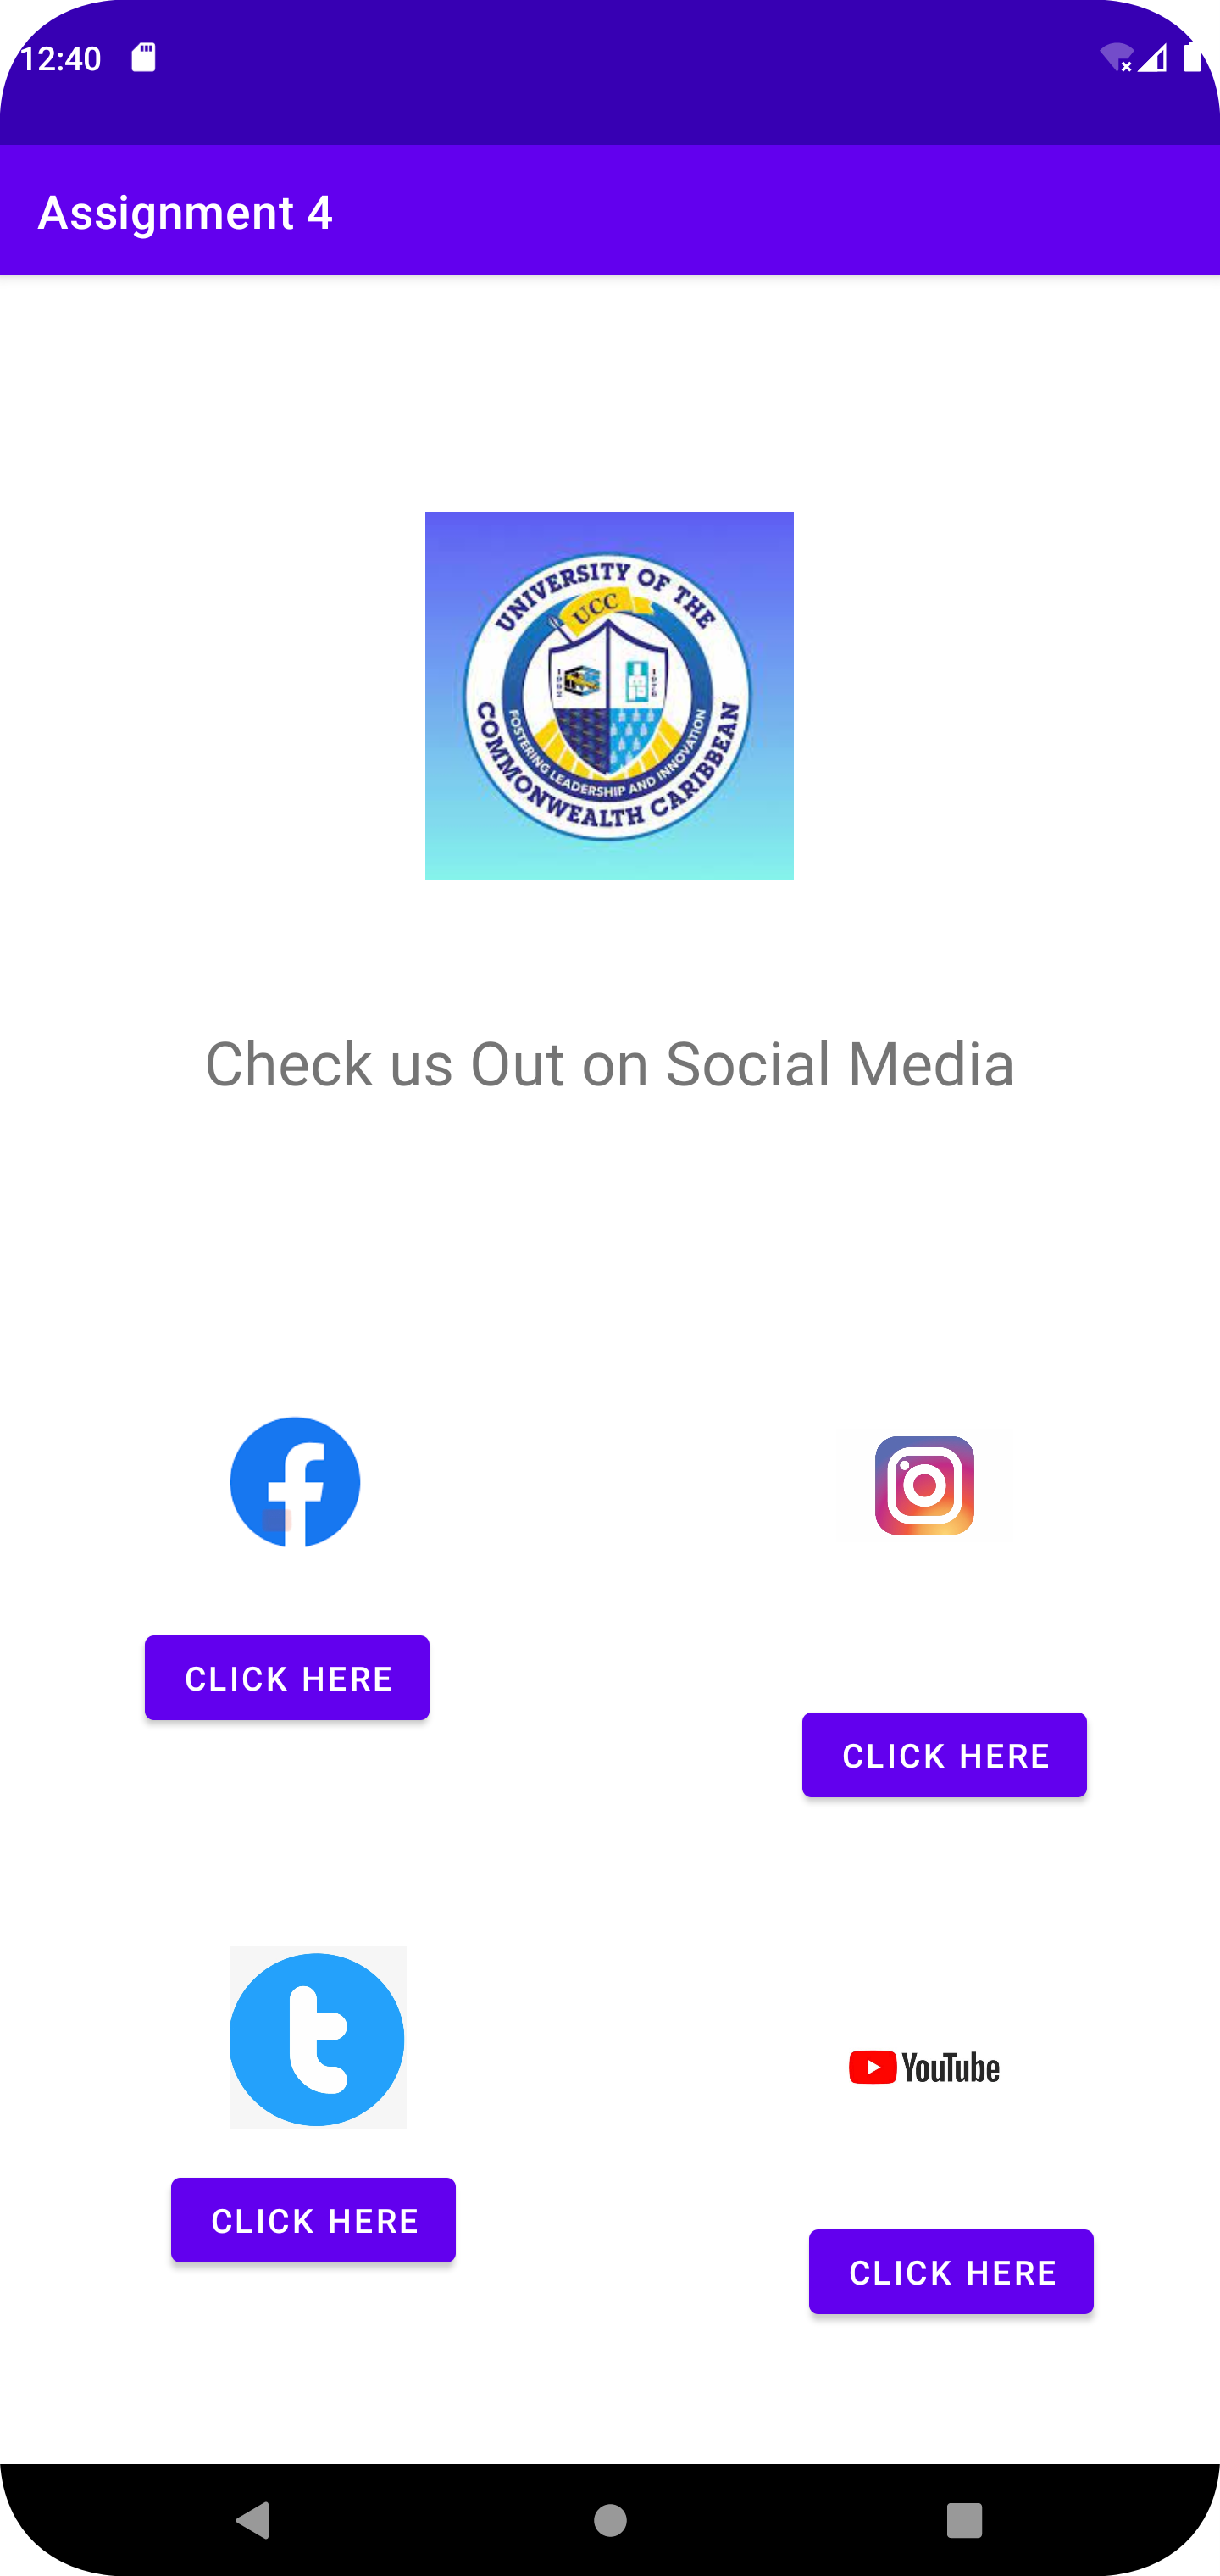 12:40
Assignment 4
UNIVERSITY OF THE
UCC
FOSTERING LEADERSHIP AND INNOVATION
COMMONWEALTH CARIBBEAN
Check us Out on Social Media
CLICK HERE
CLICK HERE
YouTube
CLICK HERE
CLICK HERE